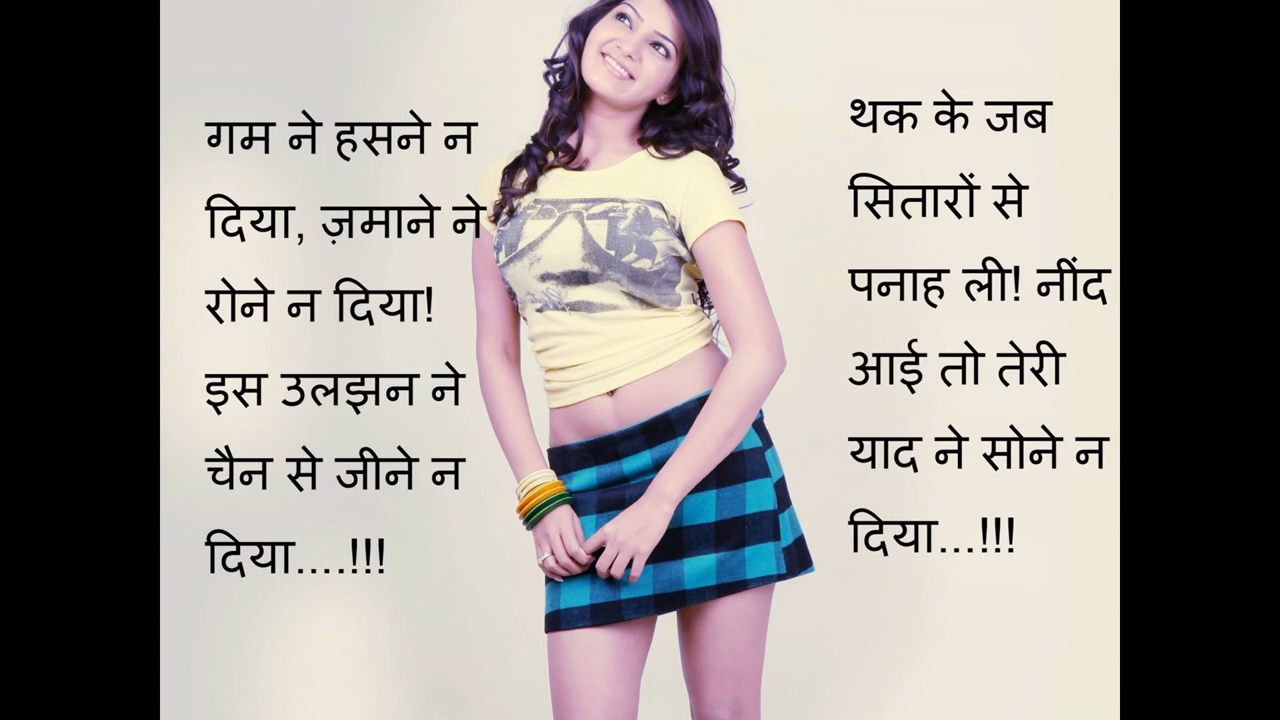 गम ने हसने न
दिया, ज़माने ने
रोने न दिया!
इस उलझन ने
चैन से जीने न
दिया....!!!
थक के जब
सितारों से
पनाह ली! नींद
आई तो तेरी
याद ने सोने न
दिया...!!!